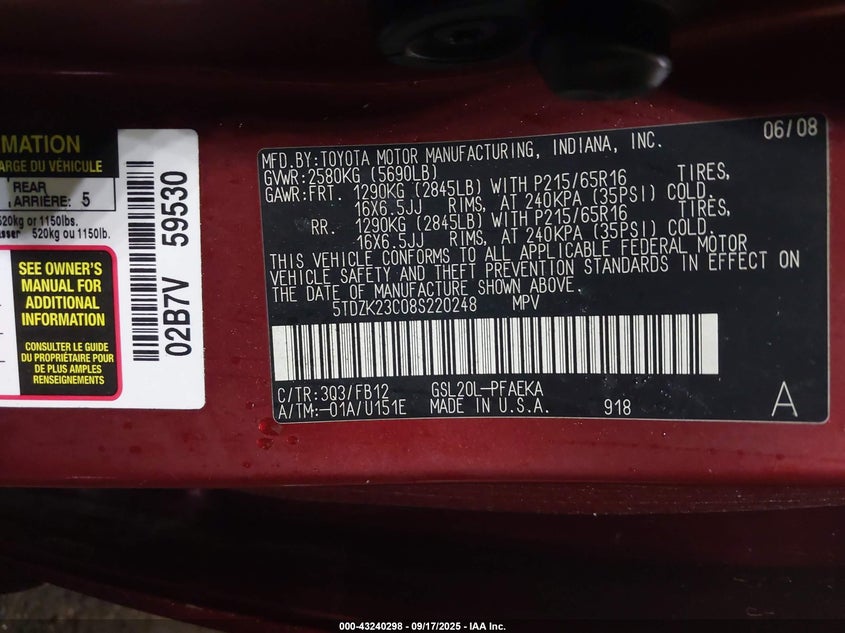 MATION
ARGE DU VÉHICULE
REAR
ARRIÈRE: 5
520kg or 1150lbs.
asser 520kg ou 1150lb.
SEE OWNER'S
MANUAL FOR
ADDITIONAL
INFORMATION
CONSULTER LE GUIDE
DU PROPRIÉTAIRE POUR
DE PLUS AMPLES
RENSEIGNEMENTS
02B7V 59530
06/08
MFD.BY:TOYOTA MOTOR MANUFACTURING, INDIANA, INC.
GVWR:2580KG (5690LB)
GAWR:FRT. 1290KG (2845LB) WITH P215/65R16 TIRES,
16X6.5JJ RIMS, AT 240KPA (35PSI) COLD.
RR. 1290KG (2845LB) WITH P215/65R16 TIRES,
16X6.5JJ RIMS, AT 240KPA (35PSI) COLD.
THIS VEHICLE CONFORMS TO ALL APPLICABLE FEDERAL MOTOR
VEHICLE SAFETY AND THEFT PREVENTION STANDARDS IN EFFECT ON
THE DATE OF MANUFACTURE SHOWN ABOVE.
5TDZK23C08S220248 MPV
C/TR:3Q3/FB12 GSL20L-PFAEKA
A/TM:-01A/U151E MADE IN U.S.A. 918 A
000-43240298 - 09/17/2025 - IAA Inc.